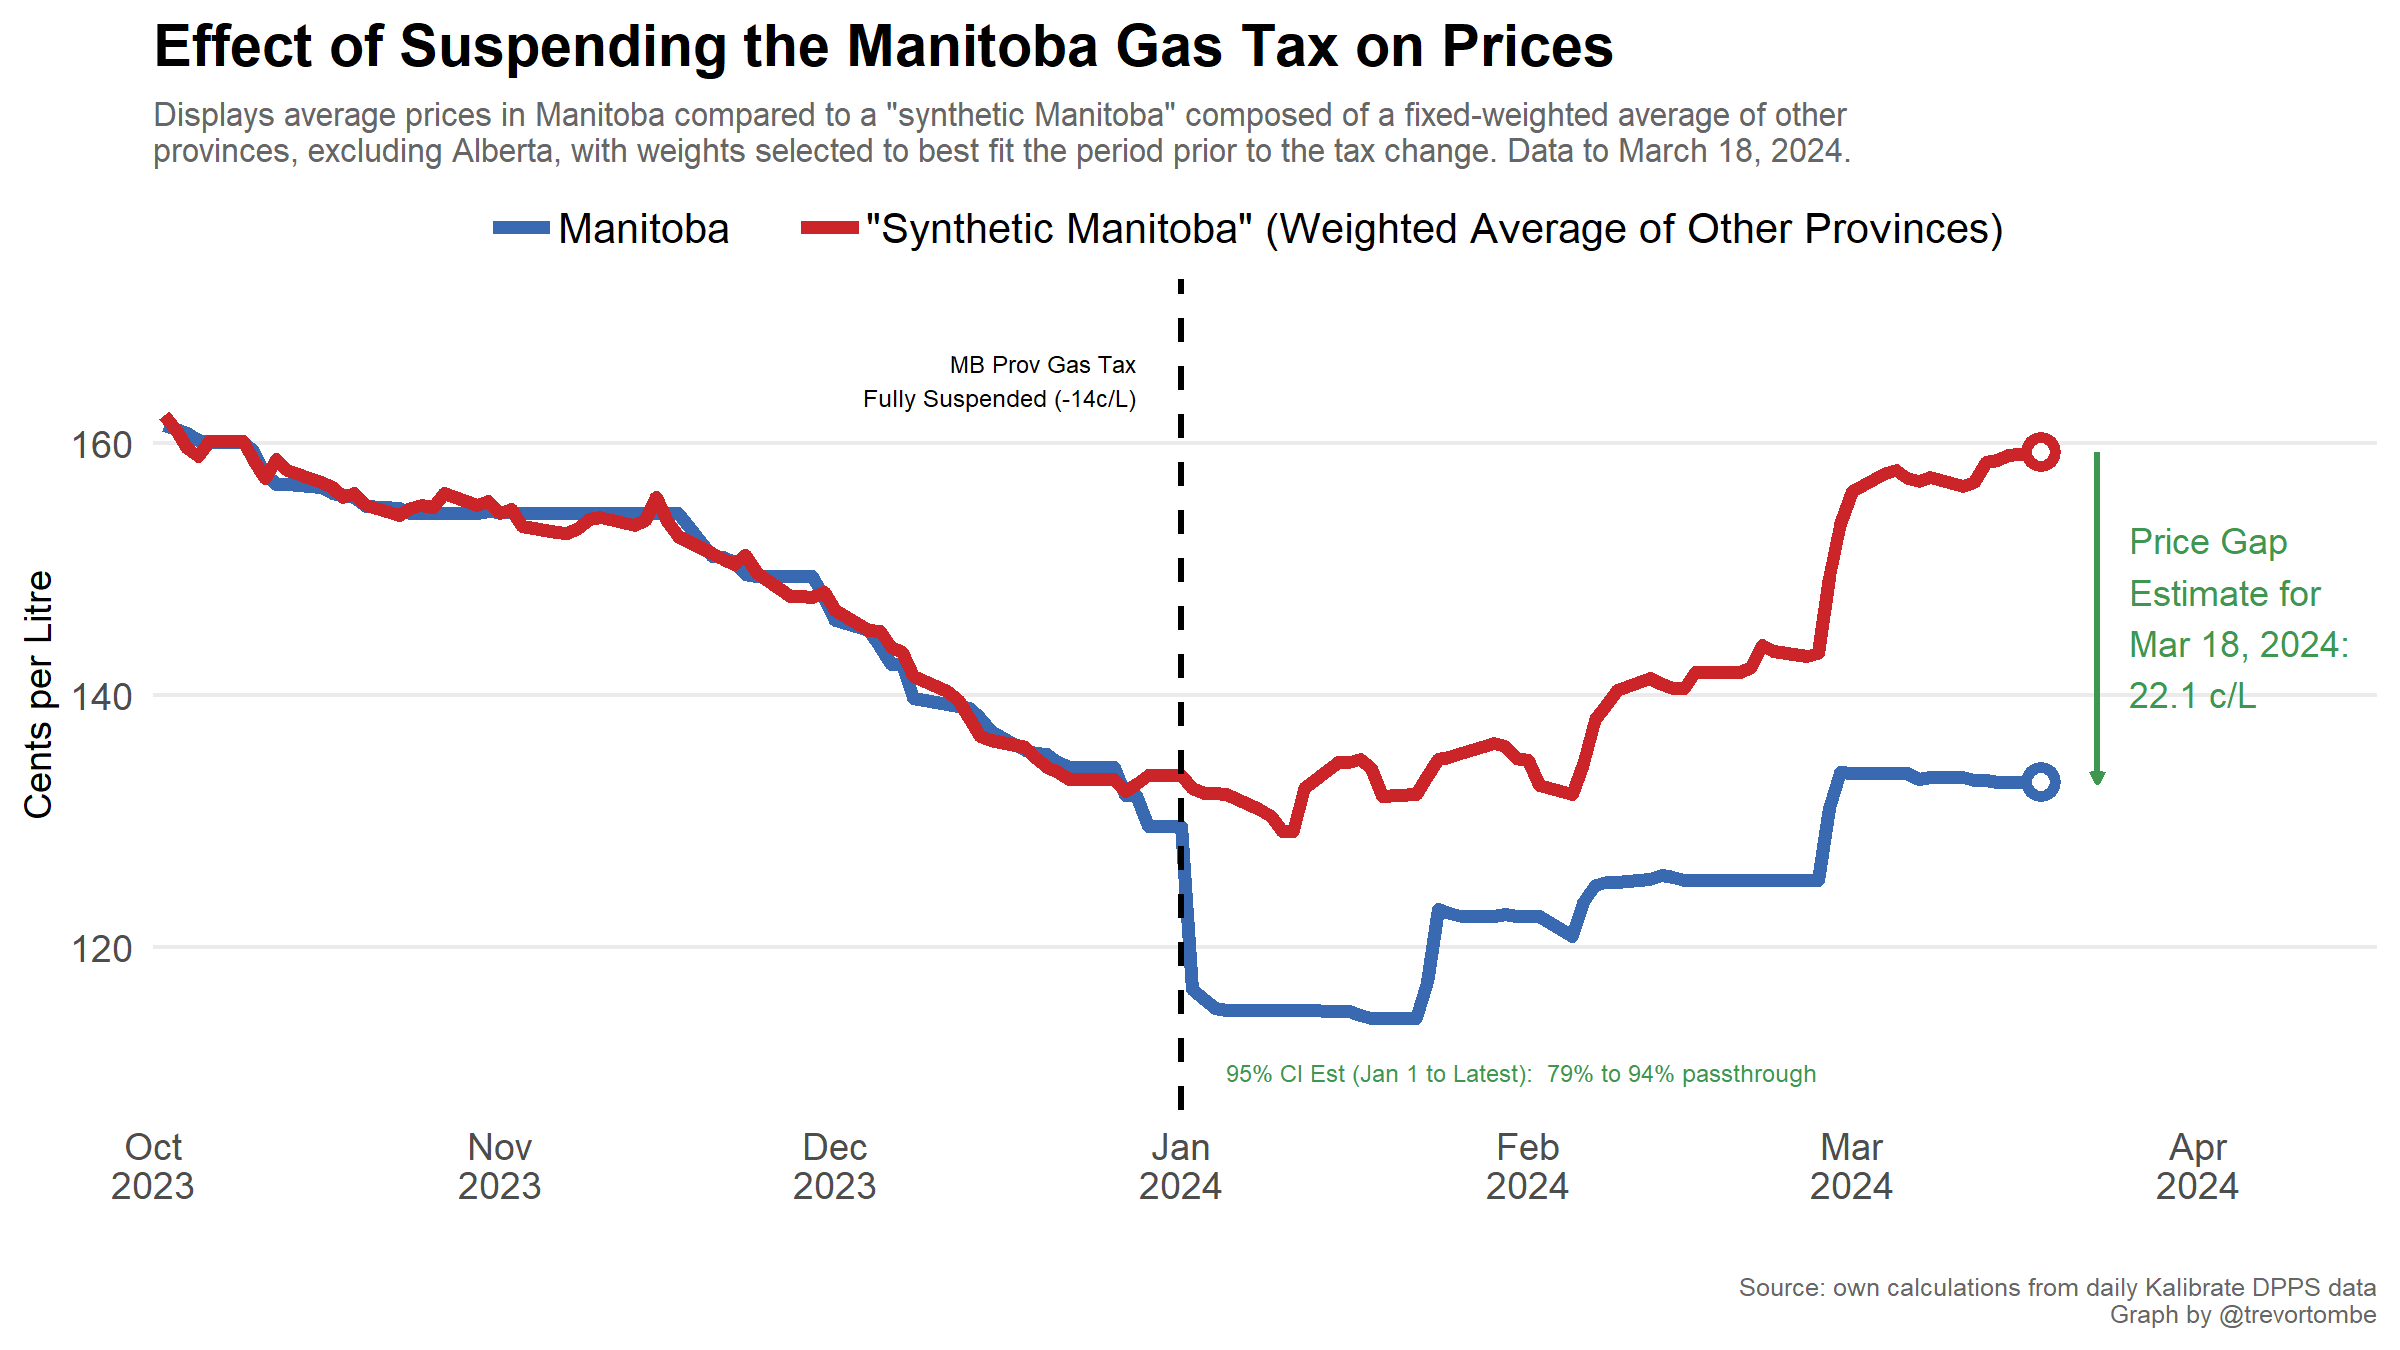 Effect of Suspending the Manitoba Gas Tax on Prices
Displays average prices in Manitoba compared to a "synthetic Manitoba" composed of a fixed-weighted average of other
provinces, excluding Alberta, with weights selected to best fit the period prior to the tax change. Data to March 18, 2024.
Manitoba
"Synthetic Manitoba" (Weighted Average of Other Provinces)
MB Prov Gas Tax
Fully Suspended (-14c/L)
160
140
120
Cents per Litre
Price Gap
Estimate for
Mar 18, 2024:
22.1 c/L
95% CI Est (Jan 1 to Latest):  79% to 94% passthrough
Oct
2023
Nov
2023
Dec
2023
Jan
2024
Feb
2024
Mar
2024
Apr
2024
Source: own calculations from daily Kalibrate DPPS data
Graph by @trevortombe